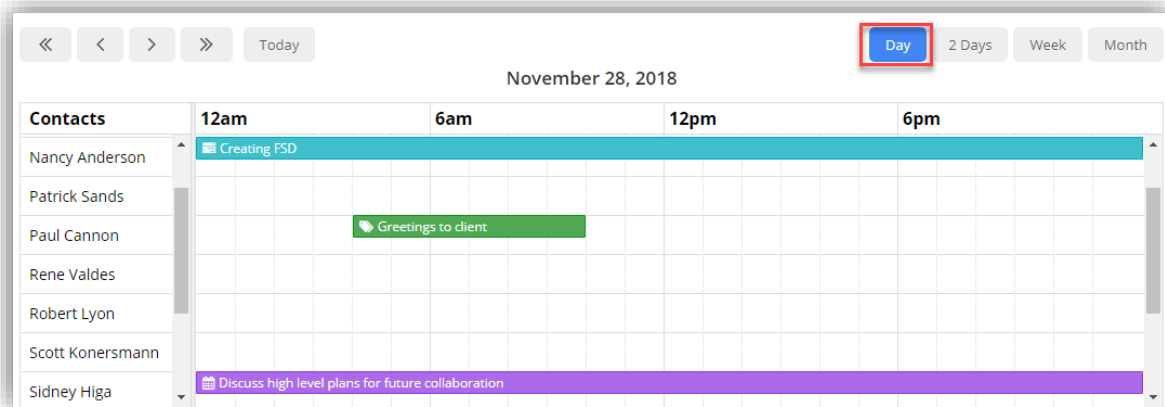 Today
Day
2 Days
Week
Month
November 28, 2018
Contacts
12am
6am
12pm
6pm
Nancy Anderson
Creating FSD
Patrick Sands
Paul Cannon
Greetings to client
Rene Valdes
Robert Lyon
Scott Konersmann
Sidney Higa
Discuss high level plans for future collaboration